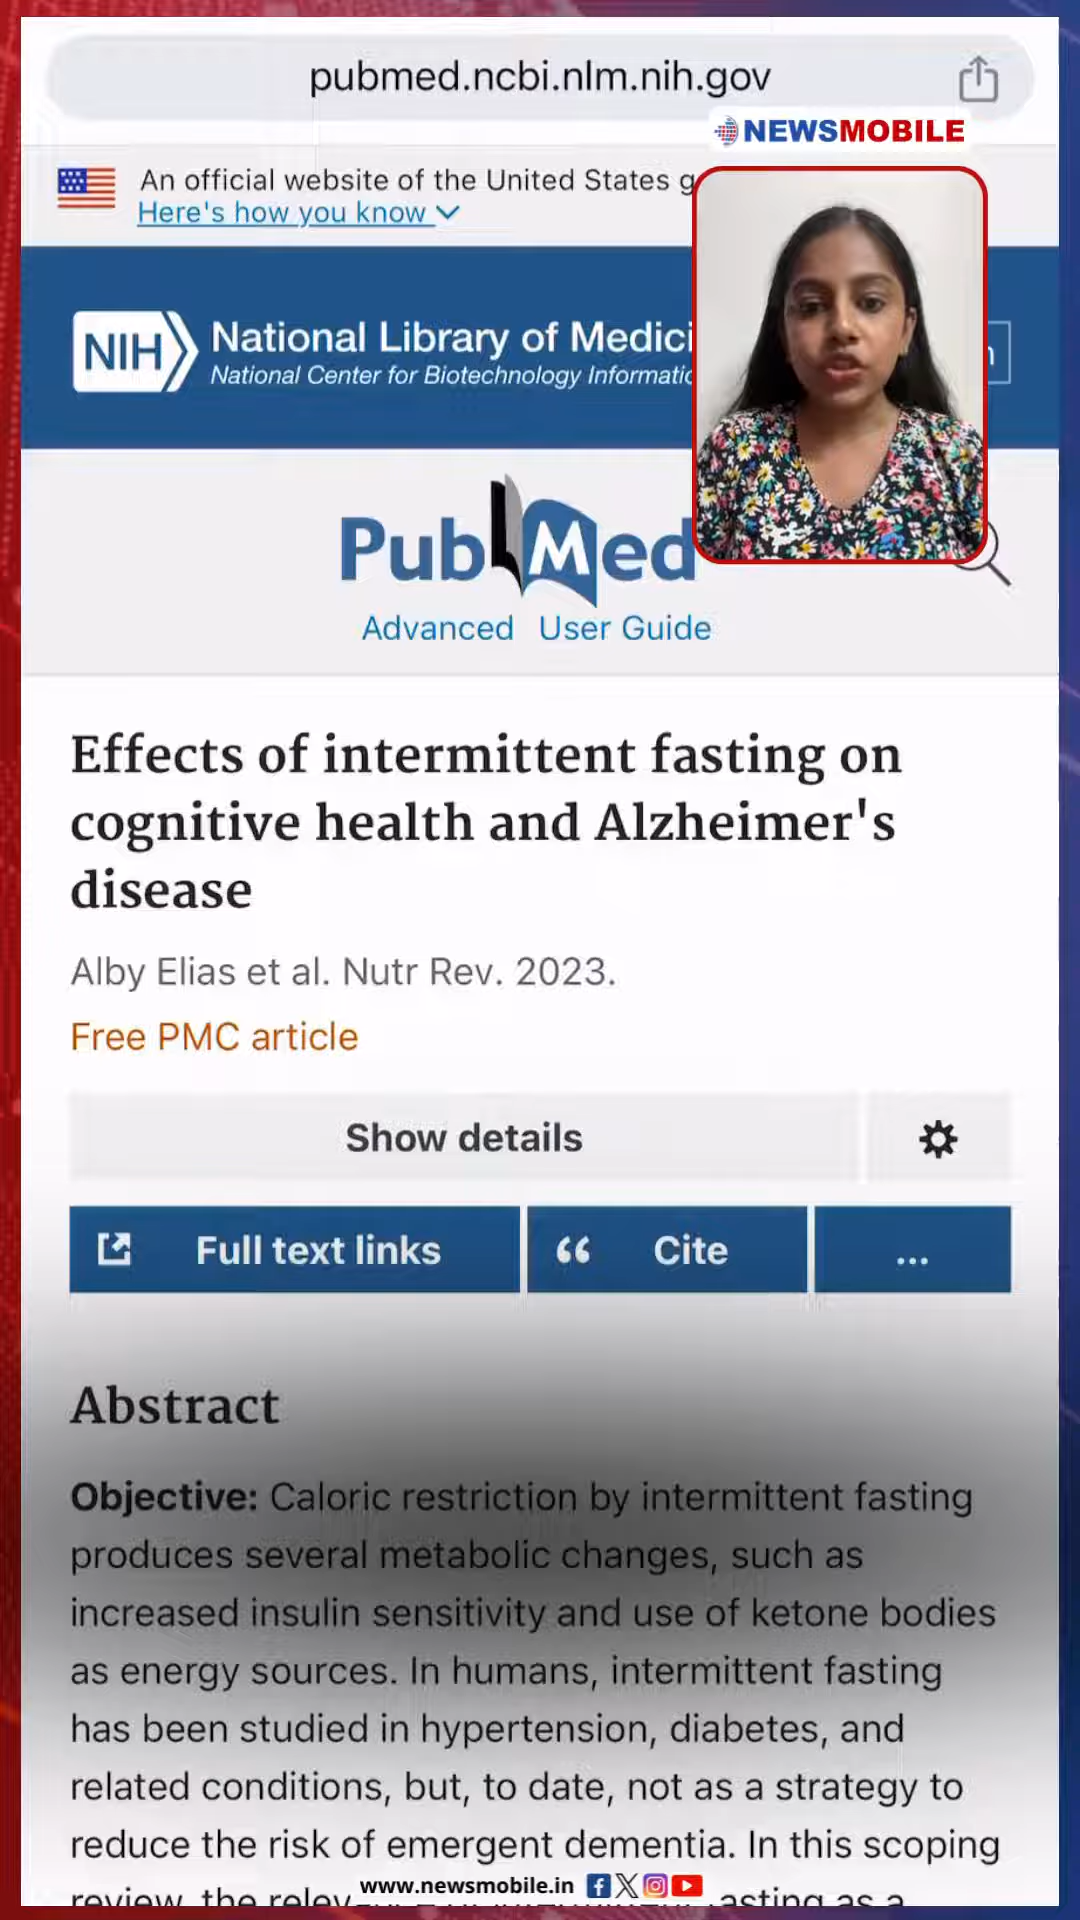 pubmed.ncbi.nlm.nih.gov
NEWSMOBILE
An official website of the United States g
Here's how you know
NIH
National Library of Medici
National Center for Biotechnology Informatic
n
PubMed
Advanced User Guide
Effects of intermittent fasting on
cognitive health and Alzheimer's
disease
Alby Elias et al. Nutr Rev. 2023.
Free PMC article
Show details
Full text links
Cite
...
Abstract
Objective: Caloric restriction by intermittent fasting
produces several metabolic changes, such as
increased insulin sensitivity and use of ketone bodies
as energy sources. In humans, intermittent fasting
has been studied in hypertension, diabetes, and
related conditions, but, to date, not as a strategy to
reduce the risk of emergent dementia. In this scoping
review, the asting as a
www.newsmobile.in